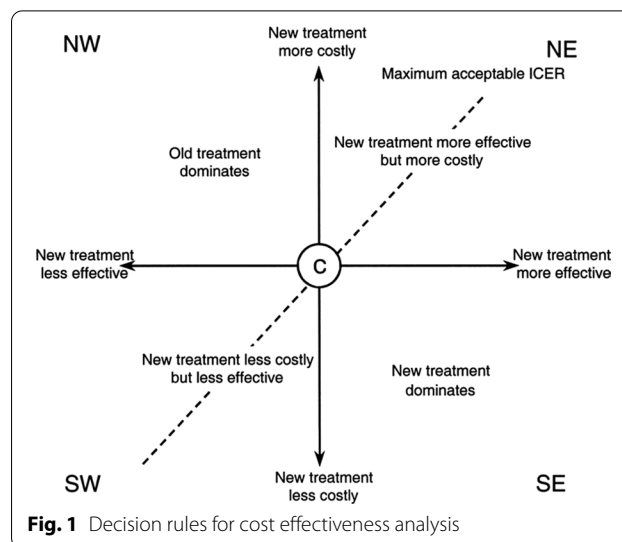 NW
New treatment
more costly
NE
Maximum acceptable ICER
Old treatment
dominates
New treatment more effective
but more costly
New treatment
less effective
C
New treatment
more effective
New treatment less costly
but less effective
New treatment
dominates
SW
New treatment
less costly
SE
Fig. 1 Decision rules for cost effectiveness analysis